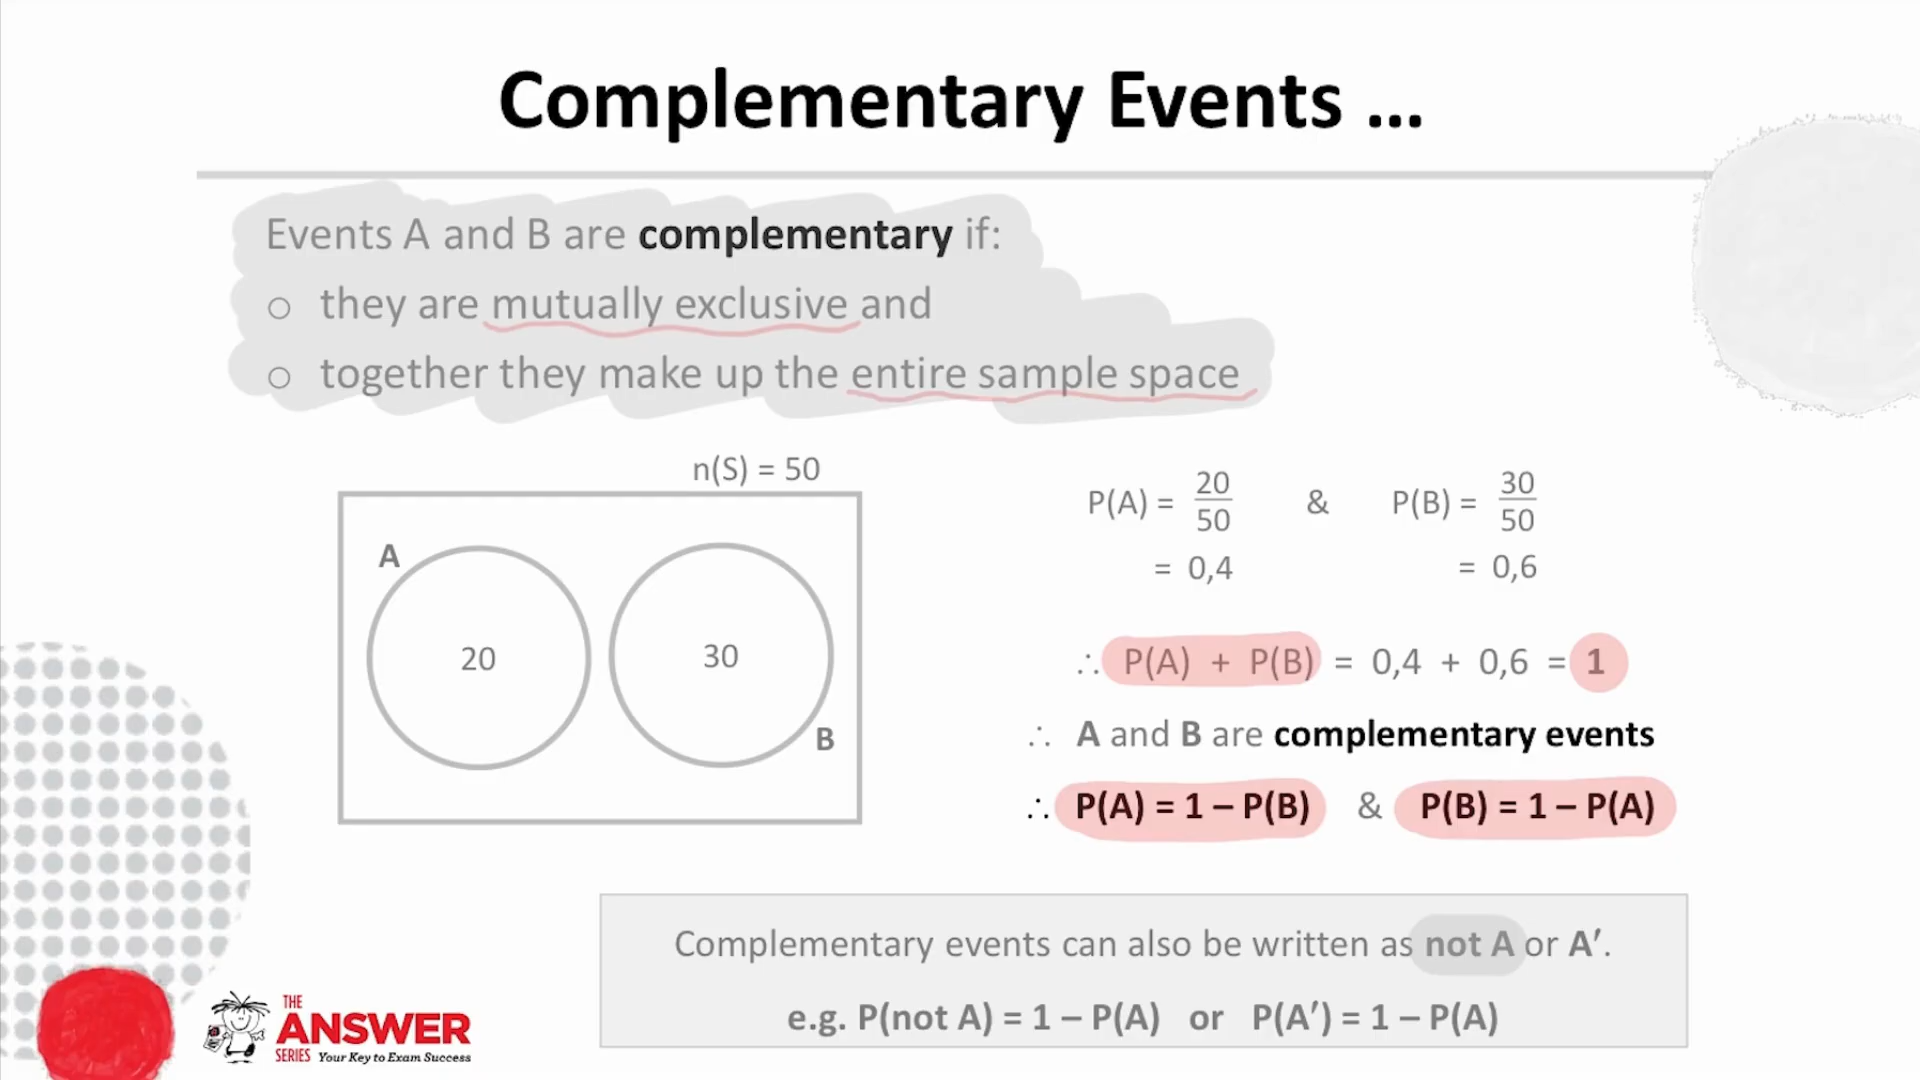 Complementary Events ...
Events A and B are complementary if:
○ they are mutually exclusive and
○ together they make up the entire sample space
n(S) = 50
A
20
30
B
P(A) = 20/50 & P(B) = 30/50
= 0,4 = 0,6
∴ P(A) + P(B) = 0,4 + 0,6 = 1
∴ A and B are complementary events
∴ P(A) = 1 – P(B) & P(B) = 1 – P(A)
Complementary events can also be written as not A or A′.
e.g. P(not A) = 1 – P(A) or P(A′) = 1 – P(A)
THE
ANSWER
SERIES Your Key to Exam Success